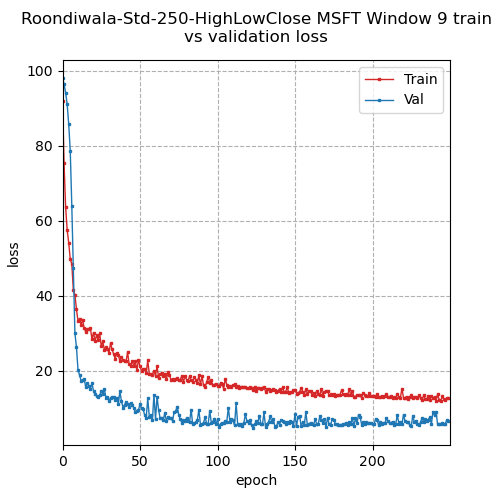 Roondiwala-Std-250-HighLowClose MSFT Window 9 train
vs validation loss
100
80
60
40
20
loss
Train
Val
0
50
100
150
200
epoch